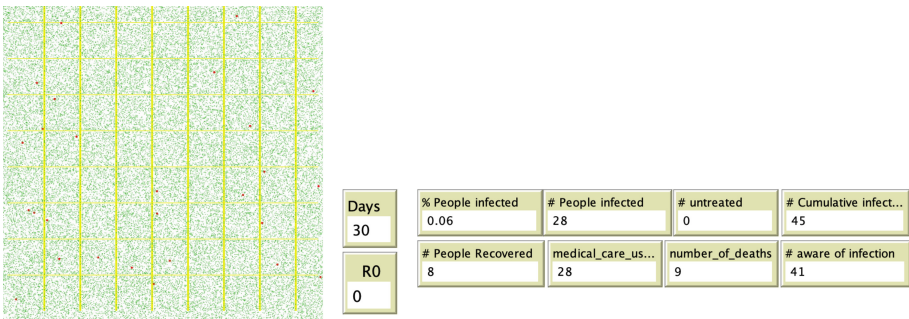 Days
30
R0
0
% People infected
0.06
# People infected
28
# untreated
0
# Cumulative infect...
45
# People Recovered
8
medical_care_us...
28
number_of_deaths
9
# aware of infection
41